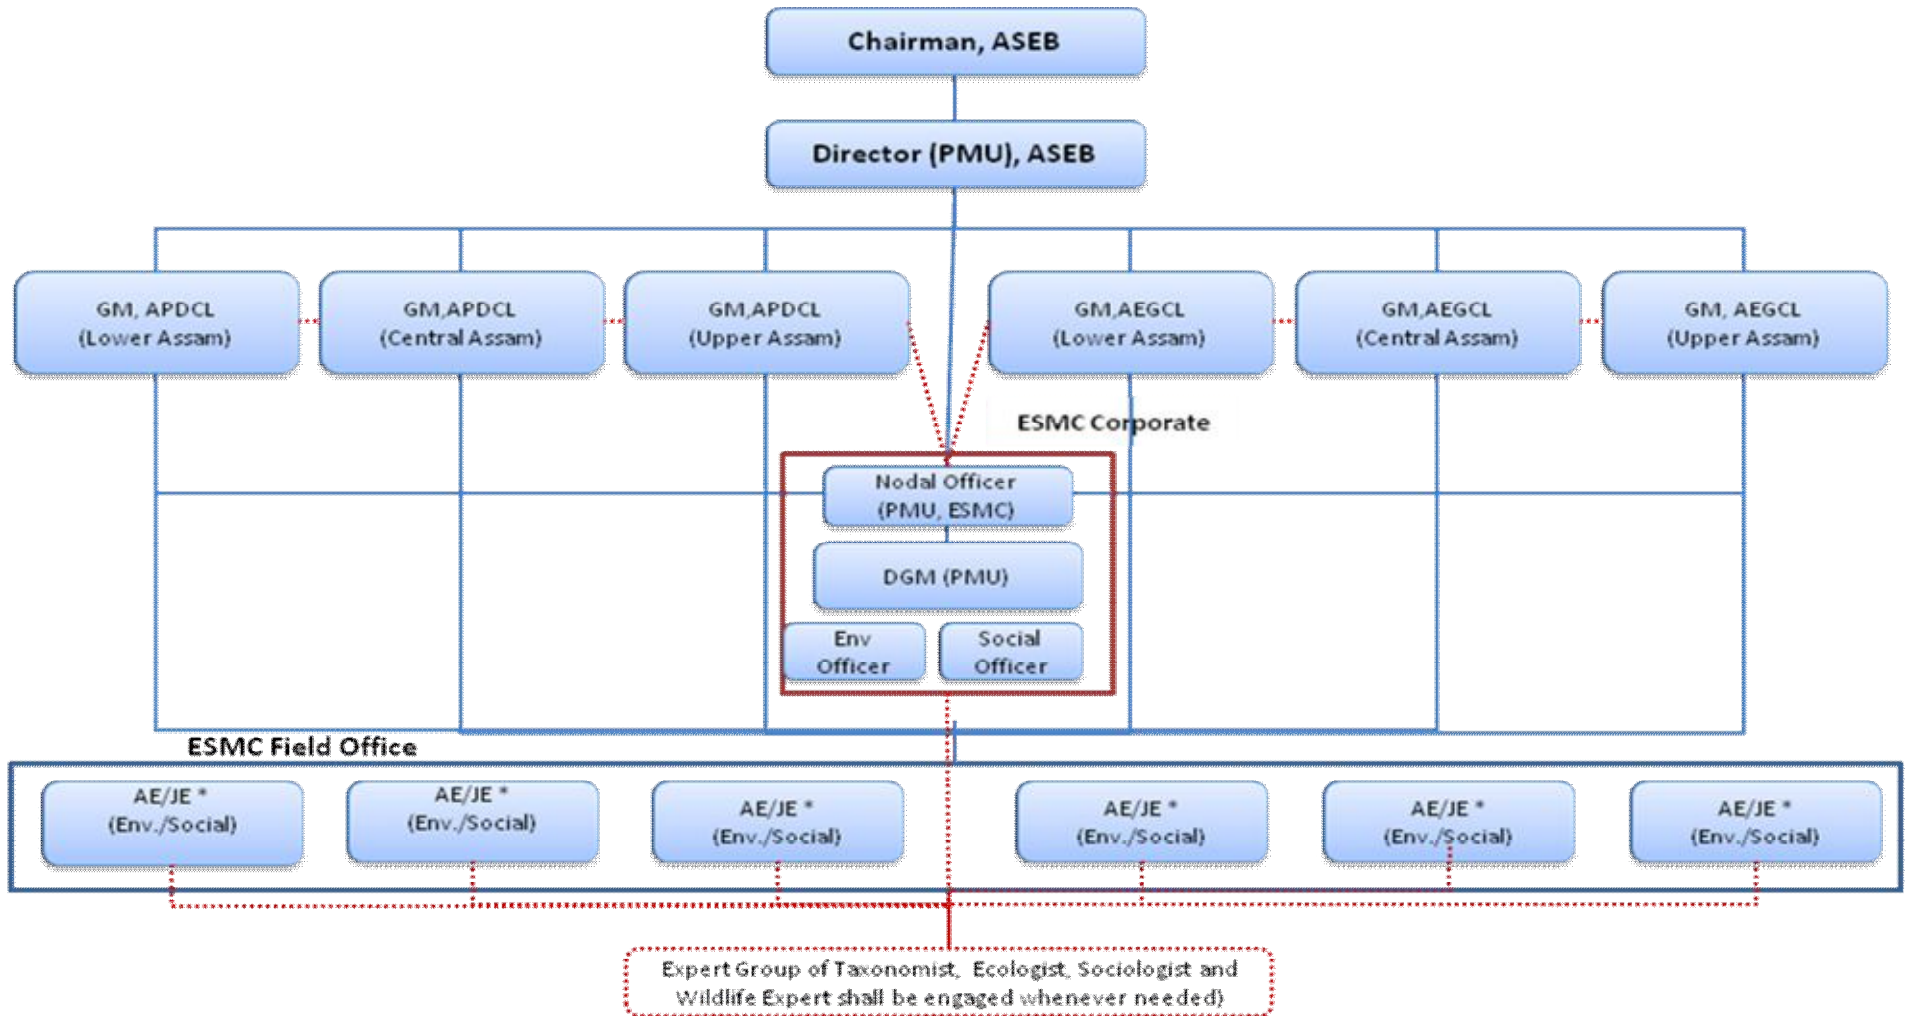 Chairman, ASEB
Director (PMU), ASEB
GM, APDCL
(Lower Assam)
GM,APDCL
(Central Assam)
GM,APDCL
(Upper Assam)
GM,AEGCL
(Lower Assam)
GM,AEGCL
(Central Assam)
GM, AEGCL
(Upper Assam)
ESMC Corporate
Nodal Officer
(PMU, ESMC)
DGM (PMU)
Env
Officer
Social
Officer
ESMC Field Office
AE/JE *
(Env./Social)
AE/JE *
(Env./Social)
AE/JE *
(Env./Social)
AE/JE *
(Env./Social)
AE/JE *
(Env./Social)
AE/JE *
(Env./Social)
Expert Group of Taxonomist, Ecologist, Sociologist and
Wildlife Expert shall be engaged whenever needed)